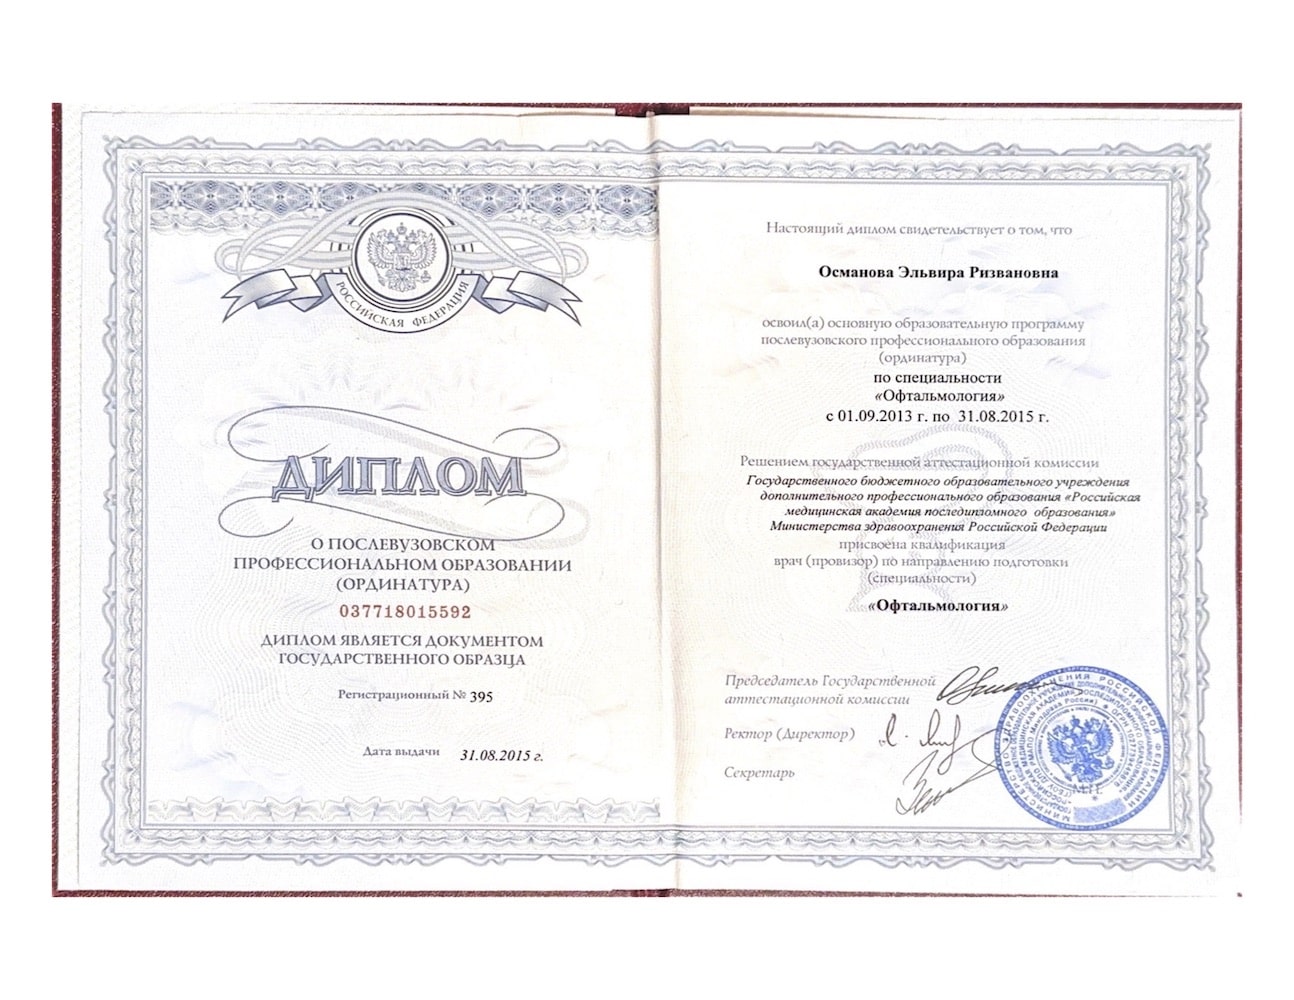 РОССИЙСКАЯ ФЕДЕРАЦИЯ
ДИПЛОМ
О ПОСЛЕВУЗОВСКОМ
ПРОФЕССИОНАЛЬНОМ ОБРАЗОВАНИИ
(ОРДИНАТУРА)
037718015592
ДИПЛОМ ЯВЛЯЕТСЯ ДОКУМЕНТОМ
ГОСУДАРСТВЕННОГО ОБРАЗЦА
Регистрационный № 395
Дата выдачи 31.08.2015 г.
Настоящий диплом свидетельствует о том, что
Османова Эльвира Ризвановна
освоил(а) основную образовательную программу
послевузовского профессионального образования
(ординатура)
по специальности
«Офтальмология»
с 01.09.2013 г. по 31.08.2015 г.
Решением государственной аттестационной комиссии
Государственного бюджетного образовательного учреждения
дополнительного профессионального образования «Российская
медицинская академия последипломного образования»
Министерства здравоохранения Российской Федерации
присвоена квалификация
врач (провизор) по направлению подготовки
(специальности)
«Офтальмология»
Председатель Государственной
аттестационной комиссии
Ректор (Директор)
Секретарь
МИНИСТЕРСТВО ЗДРАВООХРАНЕНИЯ РОССИЙСКОЙ ФЕДЕРАЦИИ